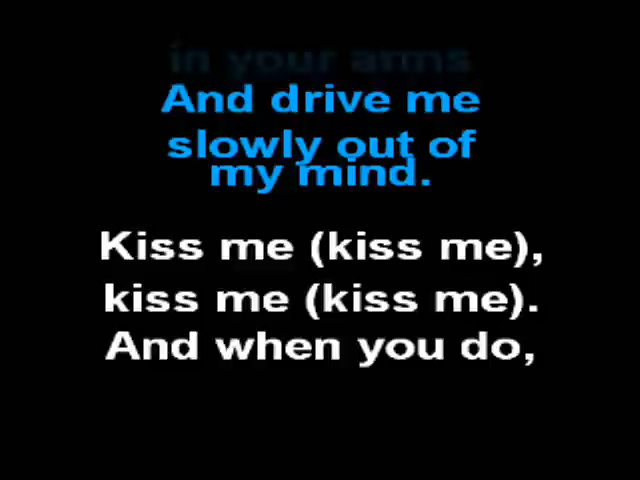 in your arms
And drive me
slowly out of
my mind.
Kiss me (kiss me),
kiss me (kiss me).
And when you do,